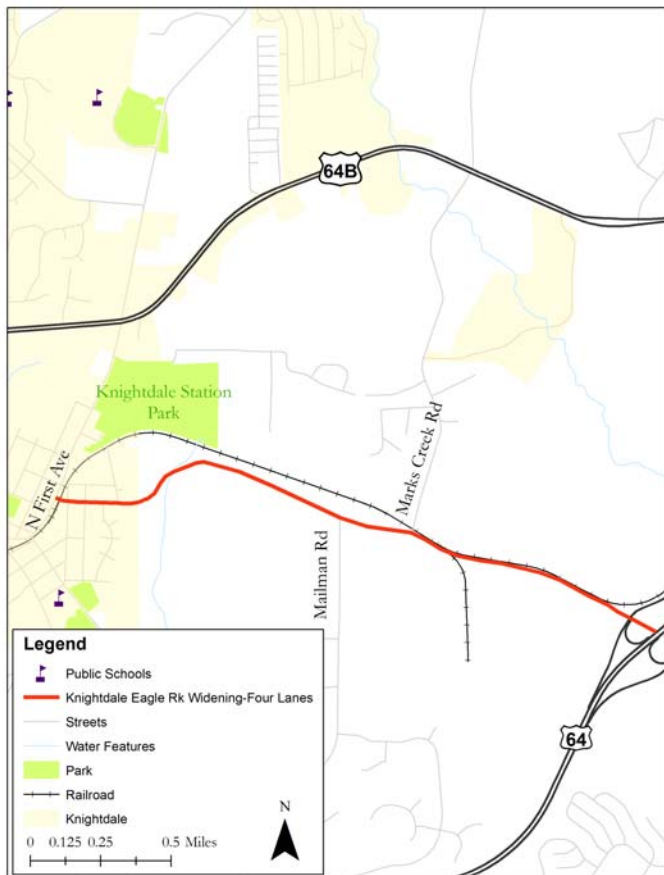 64B
Knightdale Station
Park
N First Ave
Marks Creek Rd
Mailman Rd
Legend
Public Schools
Knightdale Eagle Rk Widening-Four Lanes
Streets
Water Features
Park
Railroad
Knightdale
0 0.125 0.25 0.5 Miles
N
64